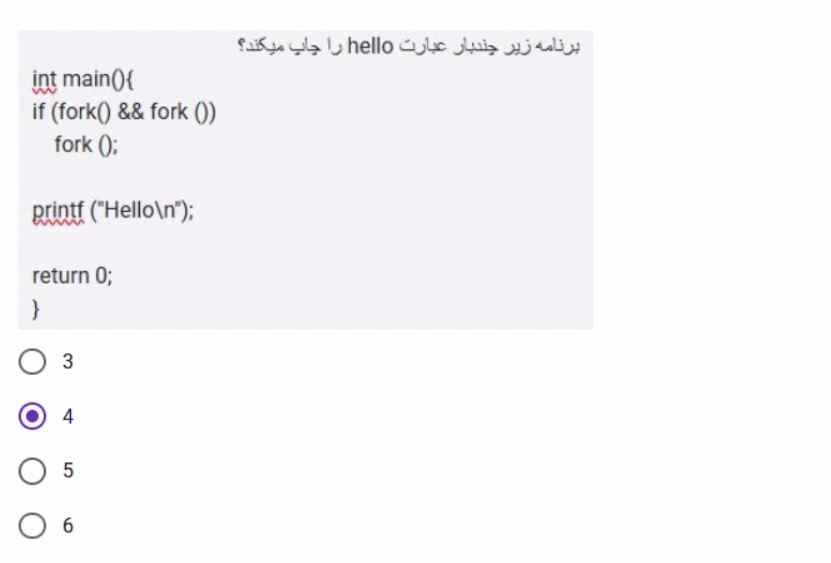 برنامه زیر چندبار عبارت hello را چاپ میکند؟
int main(){
if (fork() && fork ())
fork ();
printf ("Hello\n");
return 0;
}
3
4
5
6